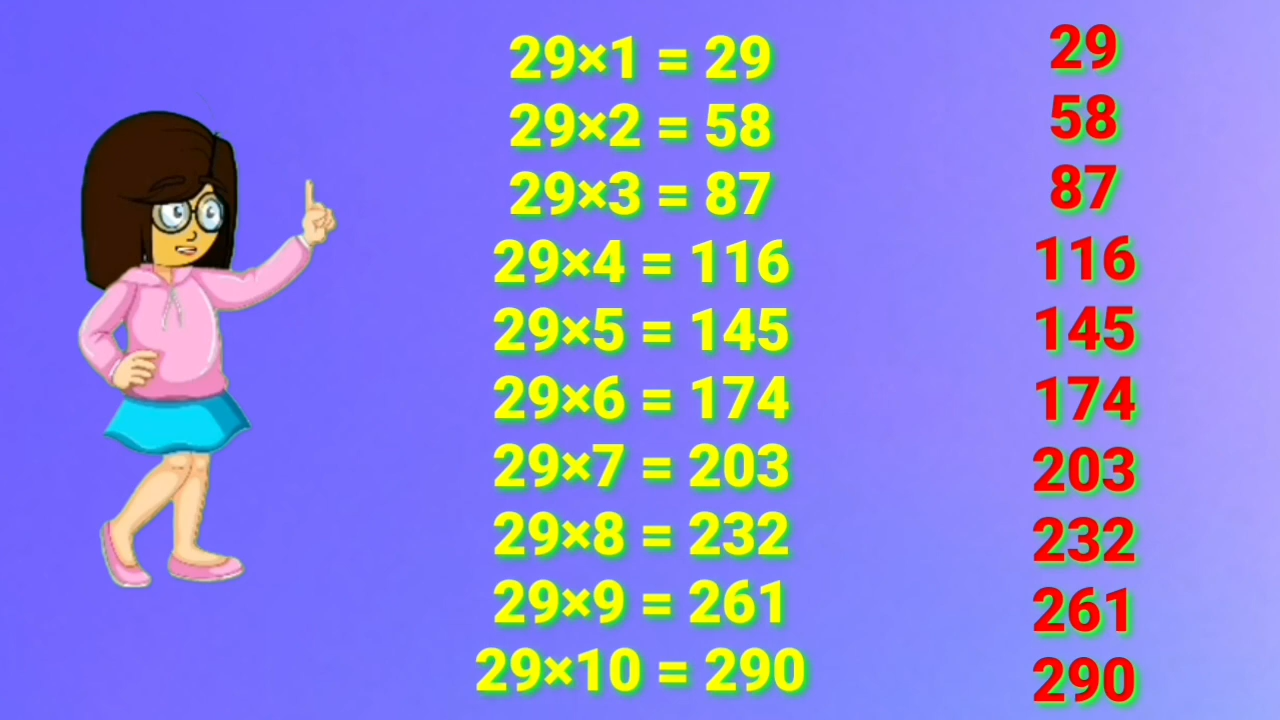 29×1 = 29
29×2 = 58
29×3 = 87
29×4 = 116
29×5 = 145
29×6 = 174
29×7 = 203
29×8 = 232
29×9 = 261
29×10 = 290
29
58
87
116
145
174
203
232
261
290